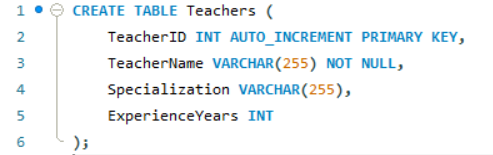 1 CREATE TABLE Teachers (
2 TeacherID INT AUTO_INCREMENT PRIMARY KEY,
3 TeacherName VARCHAR(255) NOT NULL,
4 Specialization VARCHAR(255),
5 ExperienceYears INT
6 );